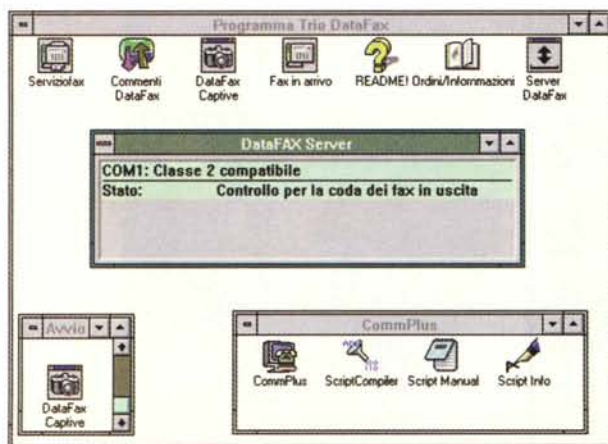 Programma Trio DataFax
Serviziofax
Commenti DataFax
DataFax Captive
Fax in arrivo
README!
Ordini/Informmazioni
Server DataFax
DataFAX Server
COM1: Classe 2 compatibile
Stato: Controllo per la coda dei fax in uscita
Avvio
DataFax Captive
CommPlus
CommPlus
ScriptCompiler
Script Manual
Script Info